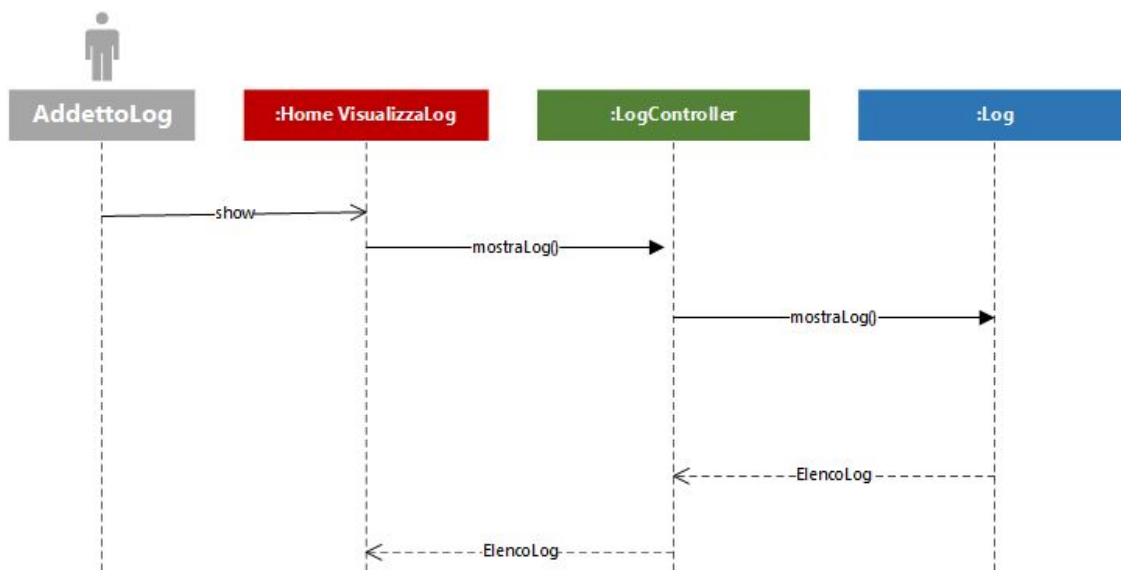 AddettoLog
:Home VisualizzaLog
:LogController
:Log
show
mostraLog()
mostraLog()
ElencoLog
ElencoLog